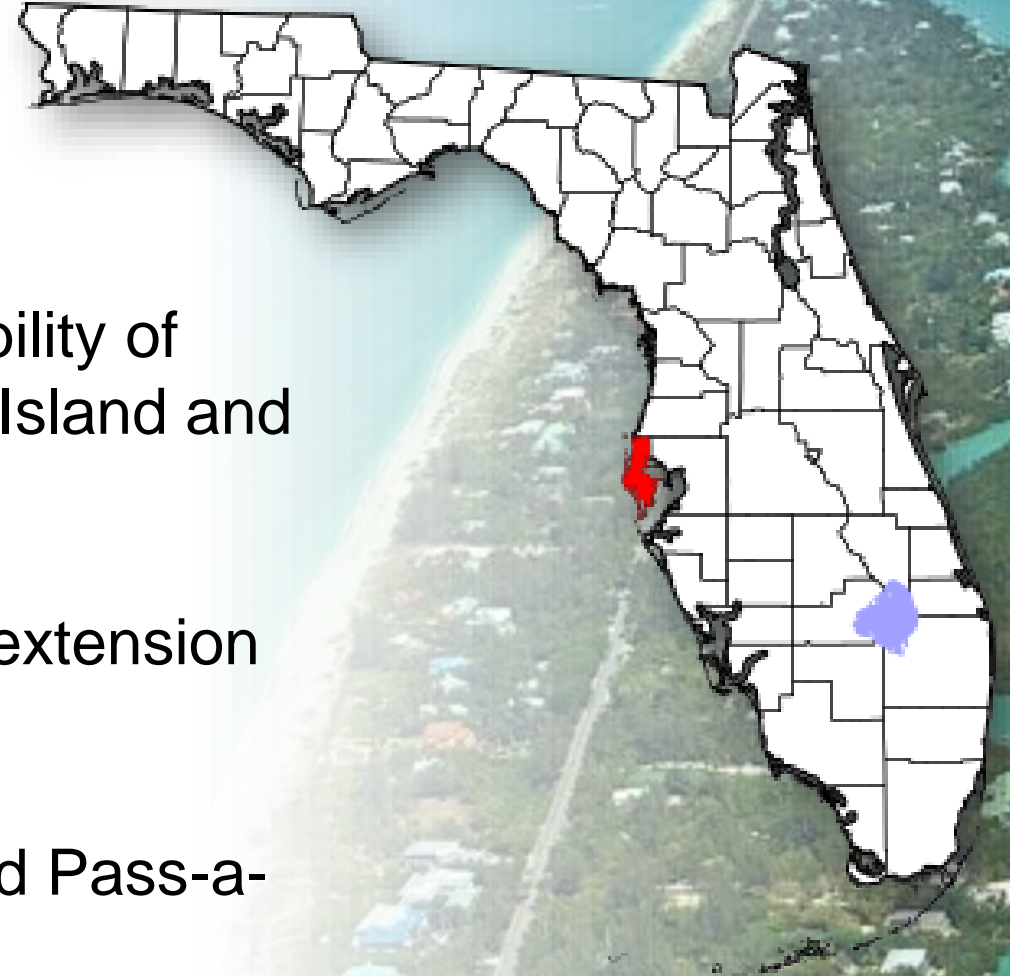 bility of
Island and
extension
d Pass-a-